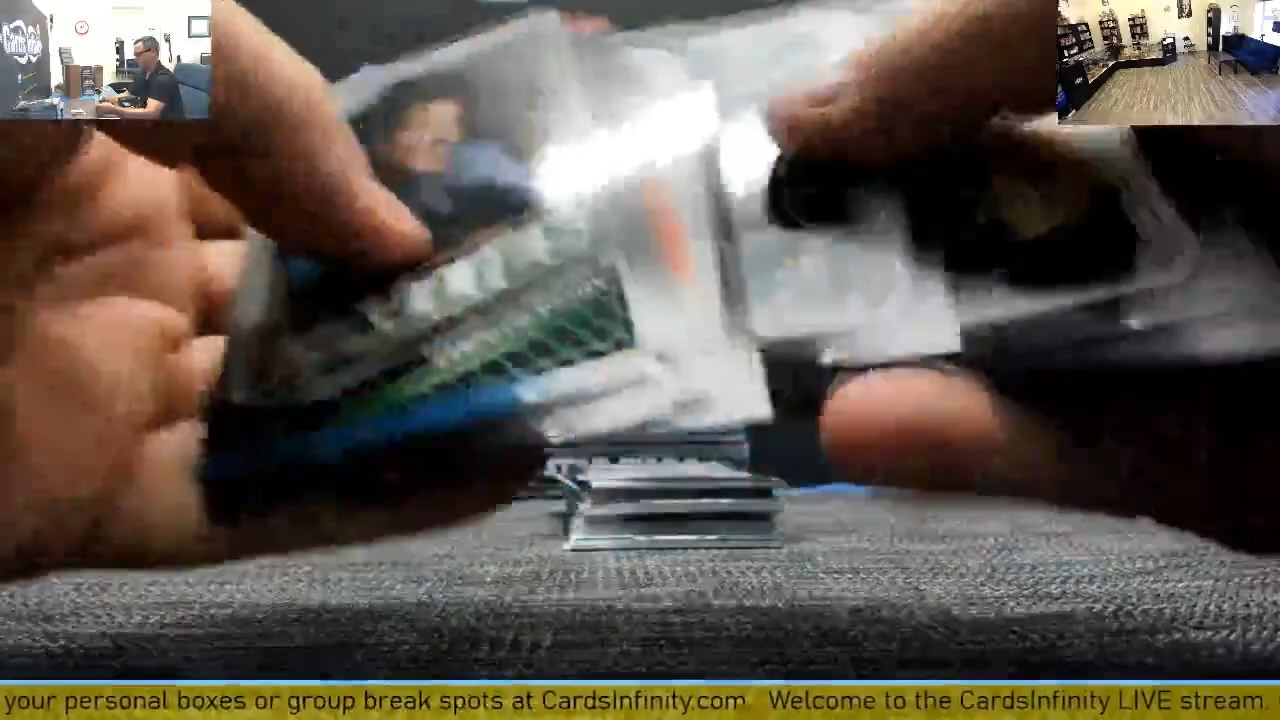 your personal boxes or group break spots at CardsInfinity.com Welcome to the CardsInfinity LIVE stream.